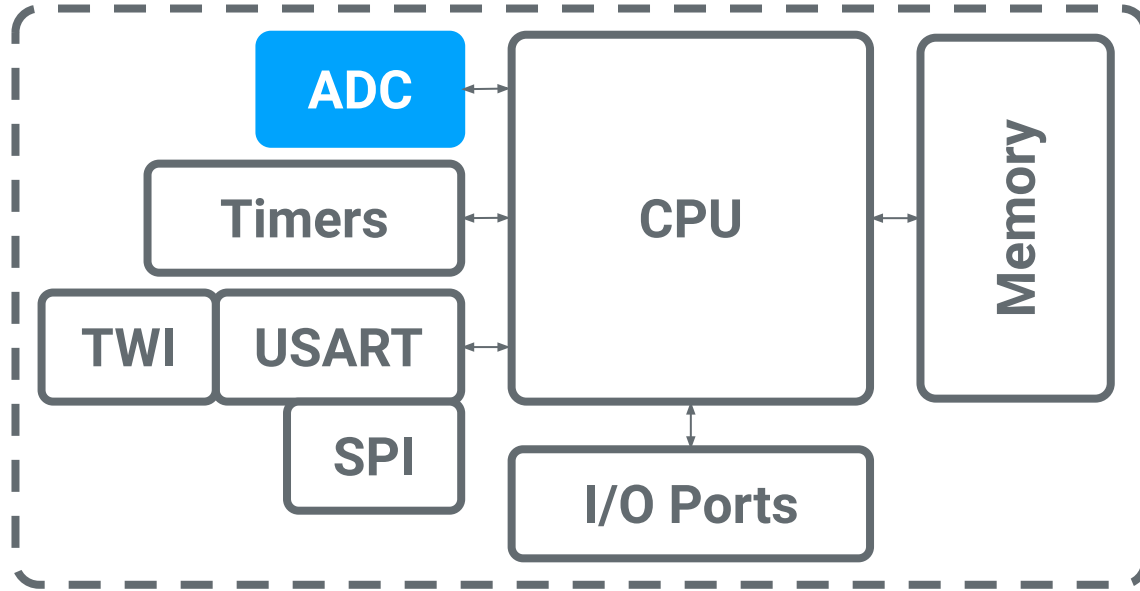 ADC
Timers
TWI
USART
SPI
CPU
I/O Ports
Memory